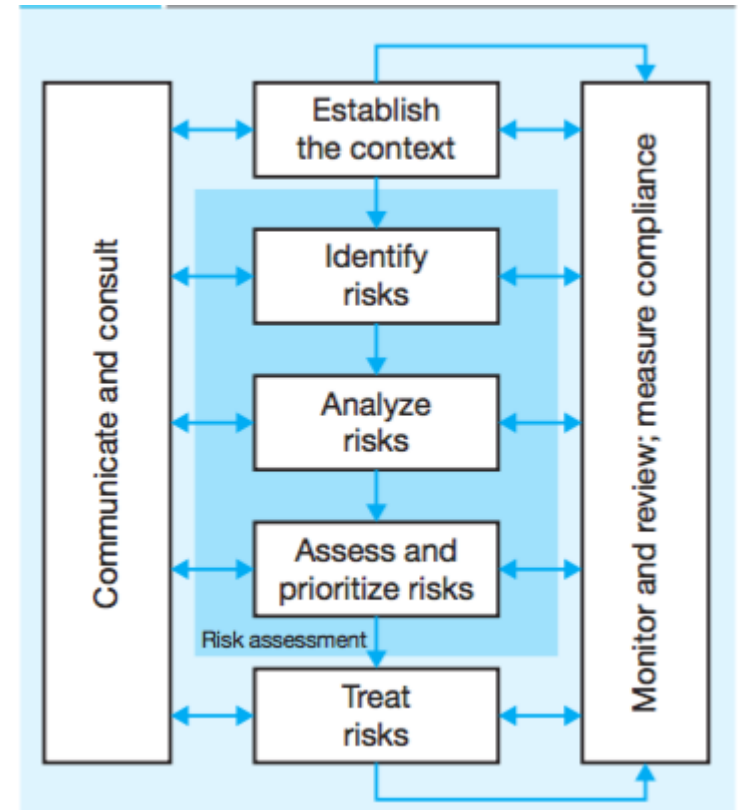 Establish
the context
Communicate and consult
Identify
risks
Analyze
risks
Assess and
prioritize risks
Risk assessment
Treat
risks
Monitor and review; measure compliance